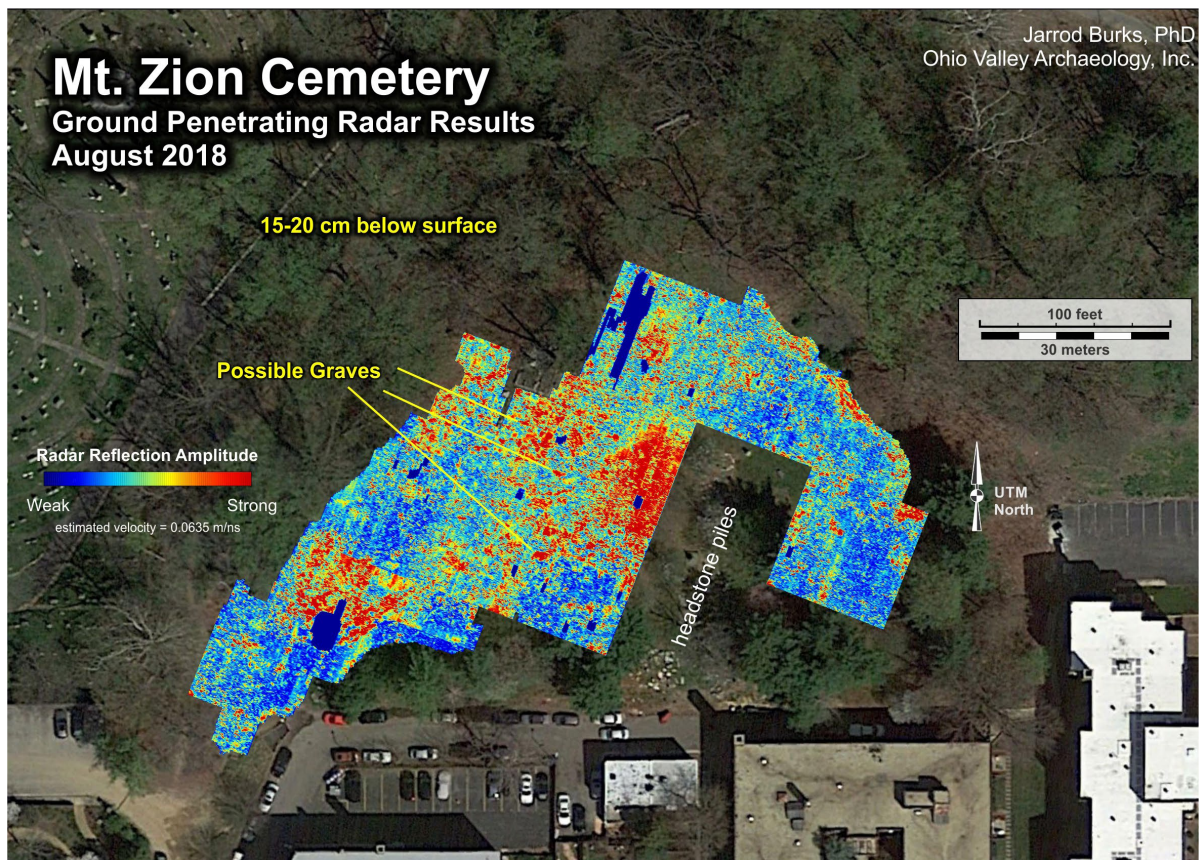 Mt. Zion Cemetery
Ground Penetrating Radar Results
August 2018
Jarrod Burks, PhD
Ohio Valley Archaeology, Inc.
15-20 cm below surface
100 feet
30 meters
Possible Graves
Radar Reflection Amplitude
Weak
Strong
estimated velocity = 0.0635 m/ns
UTM
North
headstone piles